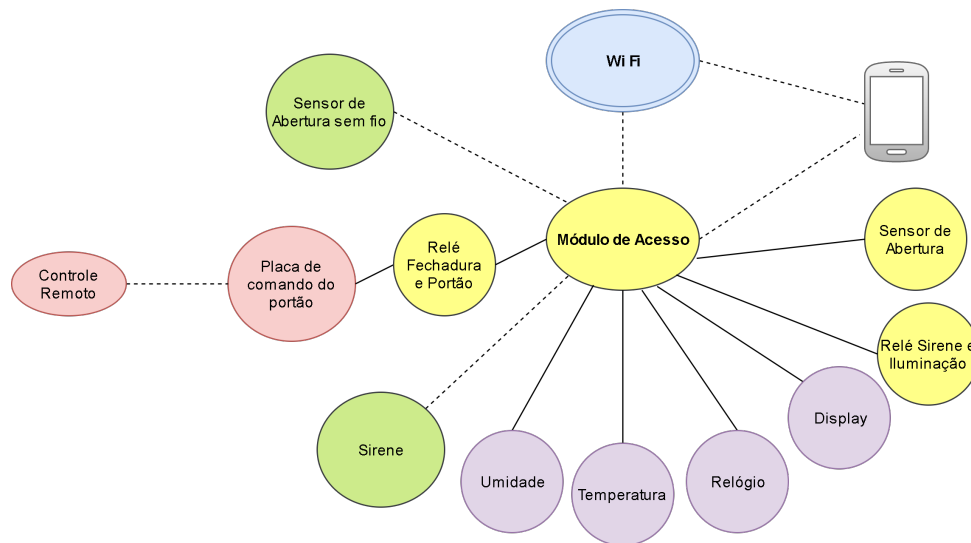 Wi Fi
Sensor de
Abertura sem fio
Módulo de Acesso
Sensor de
Abertura
Relé
Fechadura
e Portão
Placa de
comando do
portão
Controle
Remoto
Relé Sirene e
Iluminação
Display
Sirene
Umidade
Temperatura
Relógio